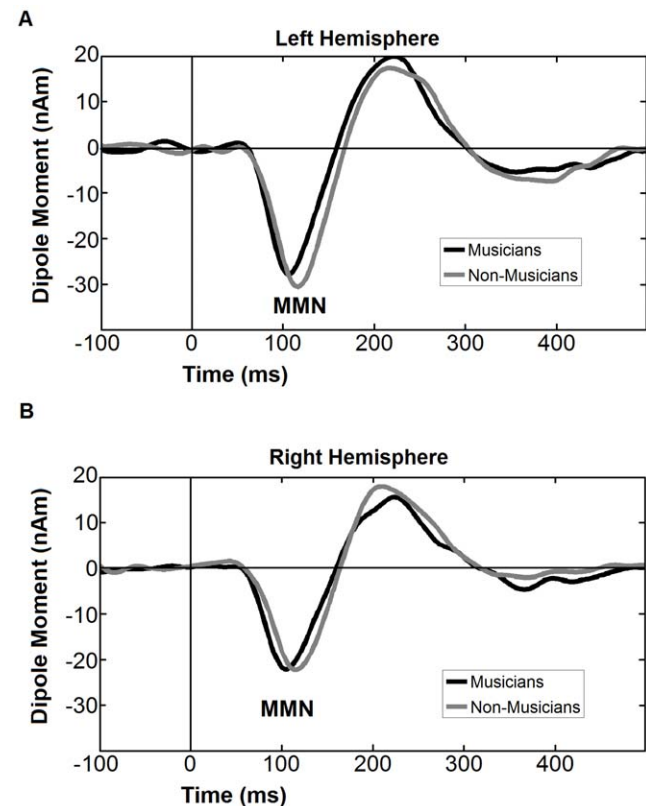 A
Left Hemisphere
Dipole Moment (nAm)
20
10
0
-10
-20
-30
Musicians
Non-Musicians
MMN
-100 0 100 200 300 400
Time (ms)
B
Right Hemisphere
Dipole Moment (nAm)
20
10
0
-10
-20
-30
Musicians
Non-Musicians
MMN
-100 0 100 200 300 400
Time (ms)